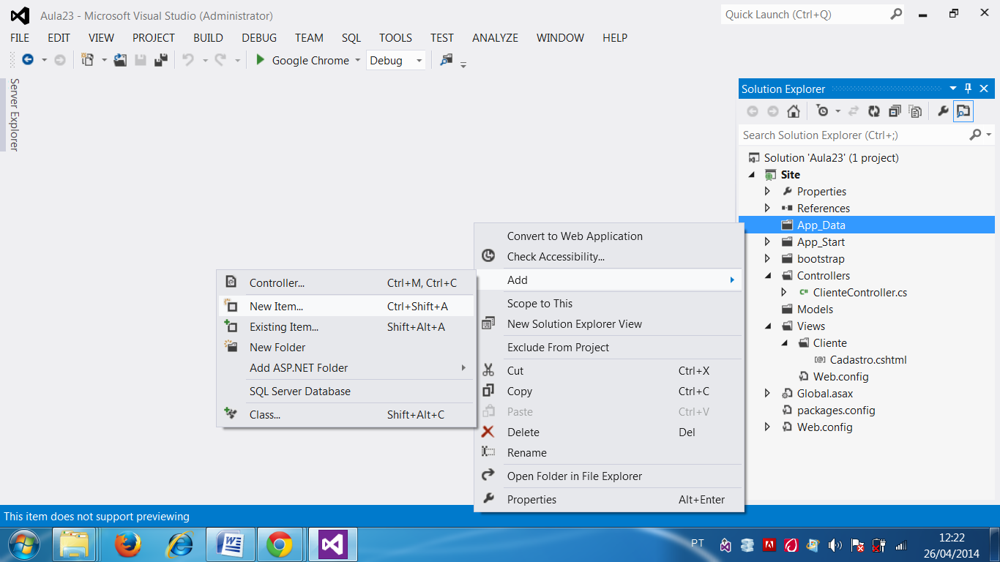 Aula23 - Microsoft Visual Studio (Administrator)
Quick Launch (Ctrl+Q)
FILE EDIT VIEW PROJECT BUILD DEBUG TEAM SQL TOOLS TEST ANALYZE WINDOW HELP
Google Chrome Debug
Server Explorer
Solution Explorer
Search Solution Explorer (Ctrl+;)
Solution 'Aula23' (1 project)
Site
Properties
References
App_Data
App_Start
bootstrap
Controllers
ClienteController.cs
Models
Views
Cliente
Cadastro.cshtml
Web.config
Global.asax
packages.config
Web.config
Convert to Web Application
Check Accessibility...
Add
Scope to This
New Solution Explorer View
Exclude From Project
Cut Ctrl+X
Copy Ctrl+C
Paste Ctrl+V
Delete Del
Rename
Open Folder in File Explorer
Properties Alt+Enter
Controller... Ctrl+M, Ctrl+C
New Item... Ctrl+Shift+A
Existing Item... Shift+Alt+A
New Folder
Add ASP.NET Folder
SQL Server Database
Class... Shift+Alt+C
This item does not support previewing
PT
12:22
26/04/2014